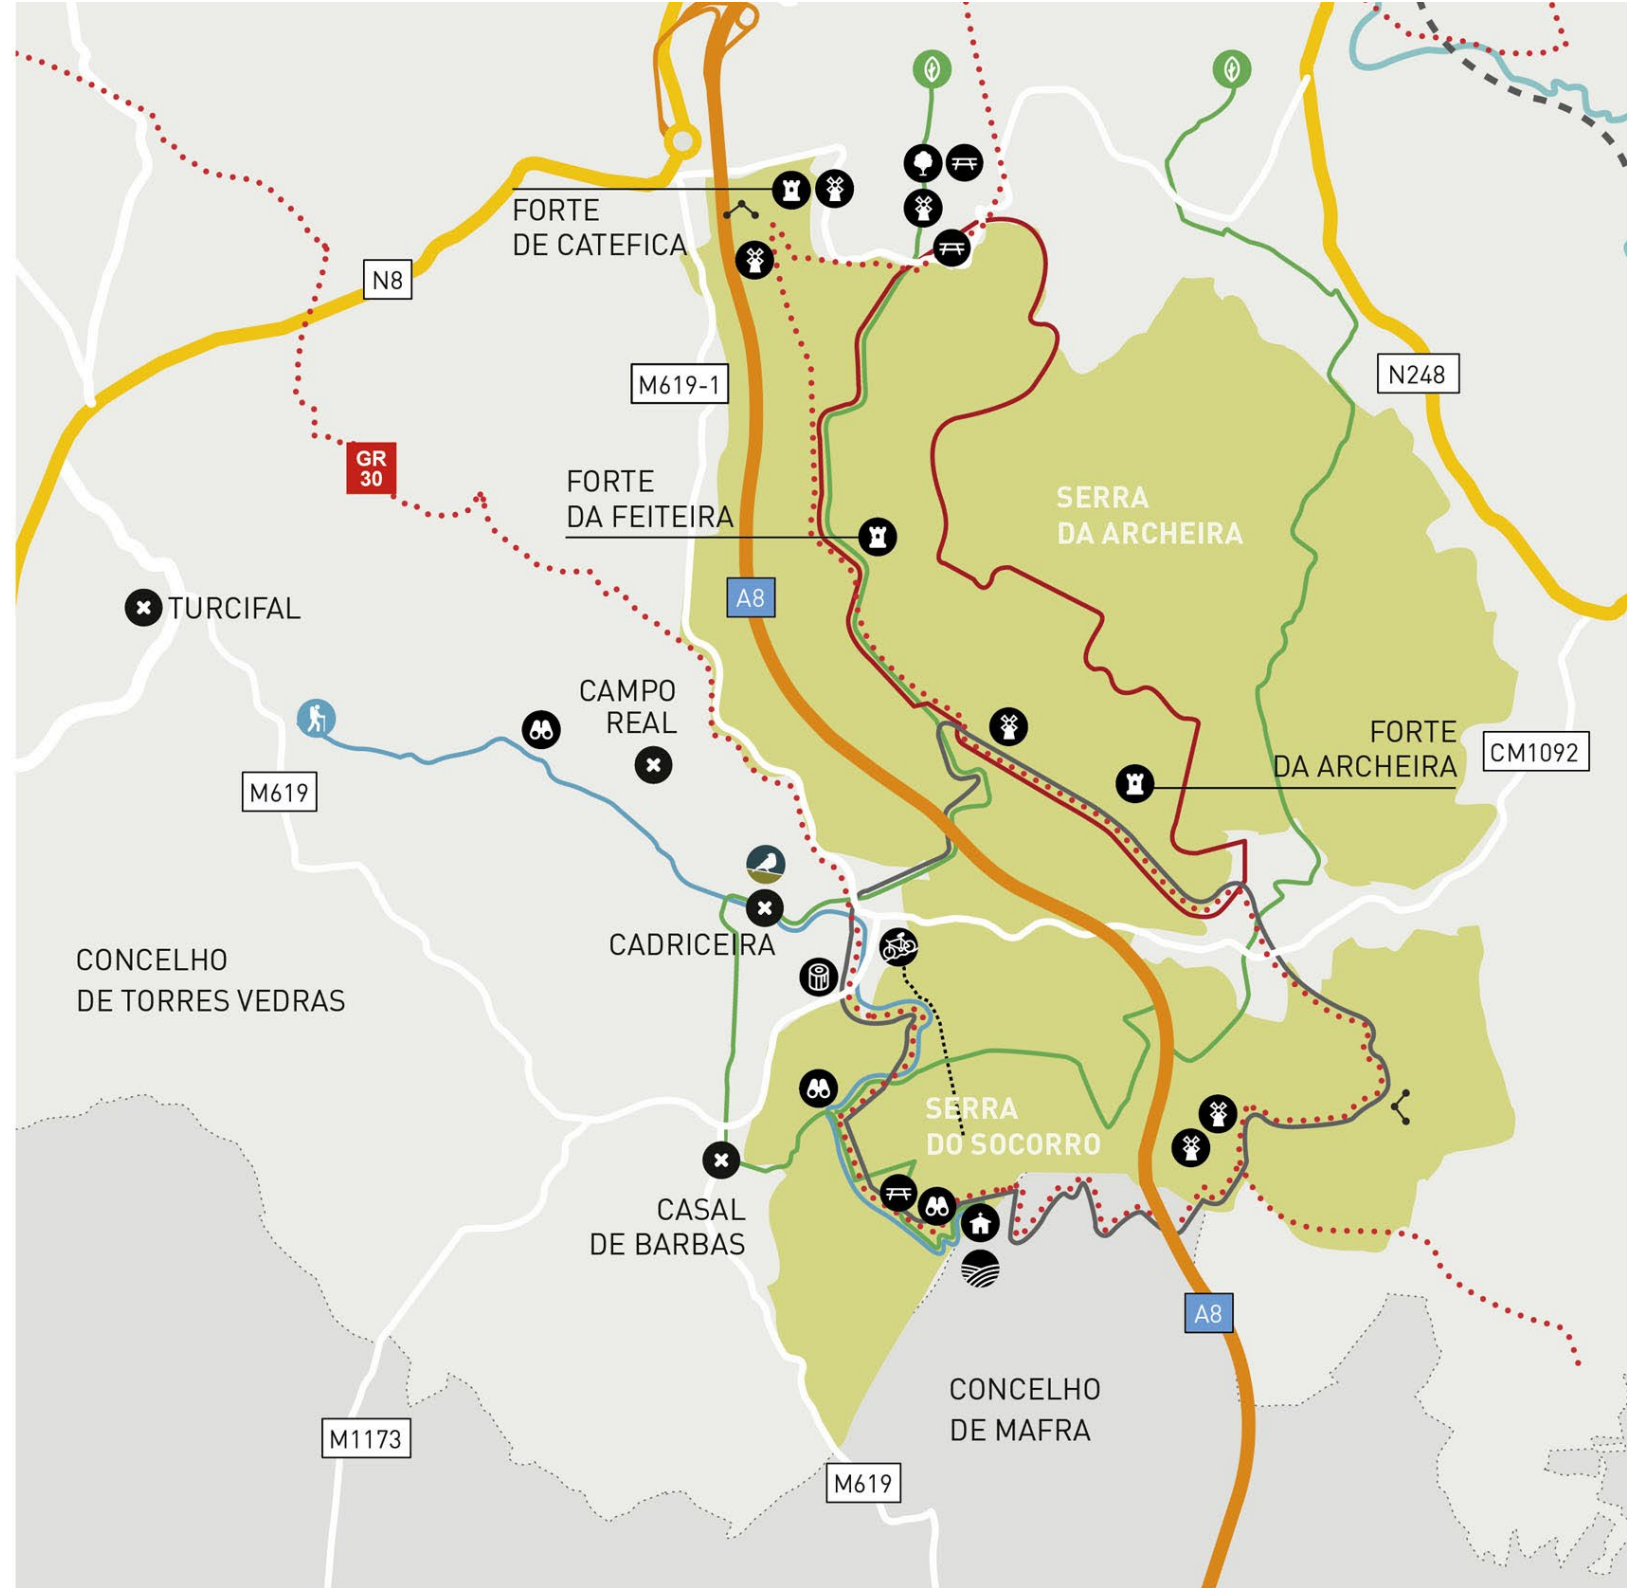 FORTE
DE CATEFICA
N8
M619-1
N248
GR
30
FORTE
DA FEITEIRA
SERRA
DA ARCHEIRA
A8
TURCIFAL
CAMPO
REAL
FORTE
DA ARCHEIRA
CM1092
M619
CADRICEIRA
CONCELHO
DE TORRES VEDRAS
SERRA
DO SOCORRO
CASAL
DE BARBAS
A8
CONCELHO
DE MAFRA
M1173
M619